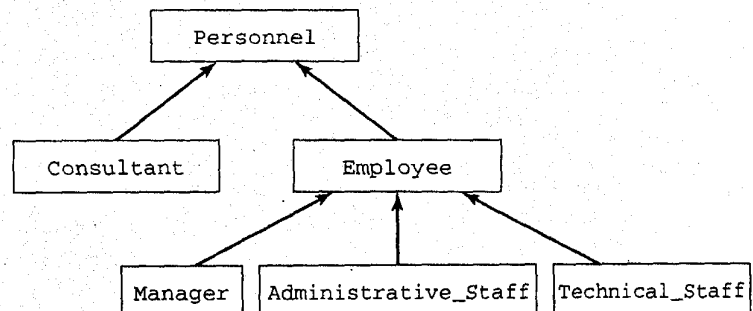 Personnel
Consultant
Employee
Manager
Administrative_Staff
Technical_Staff